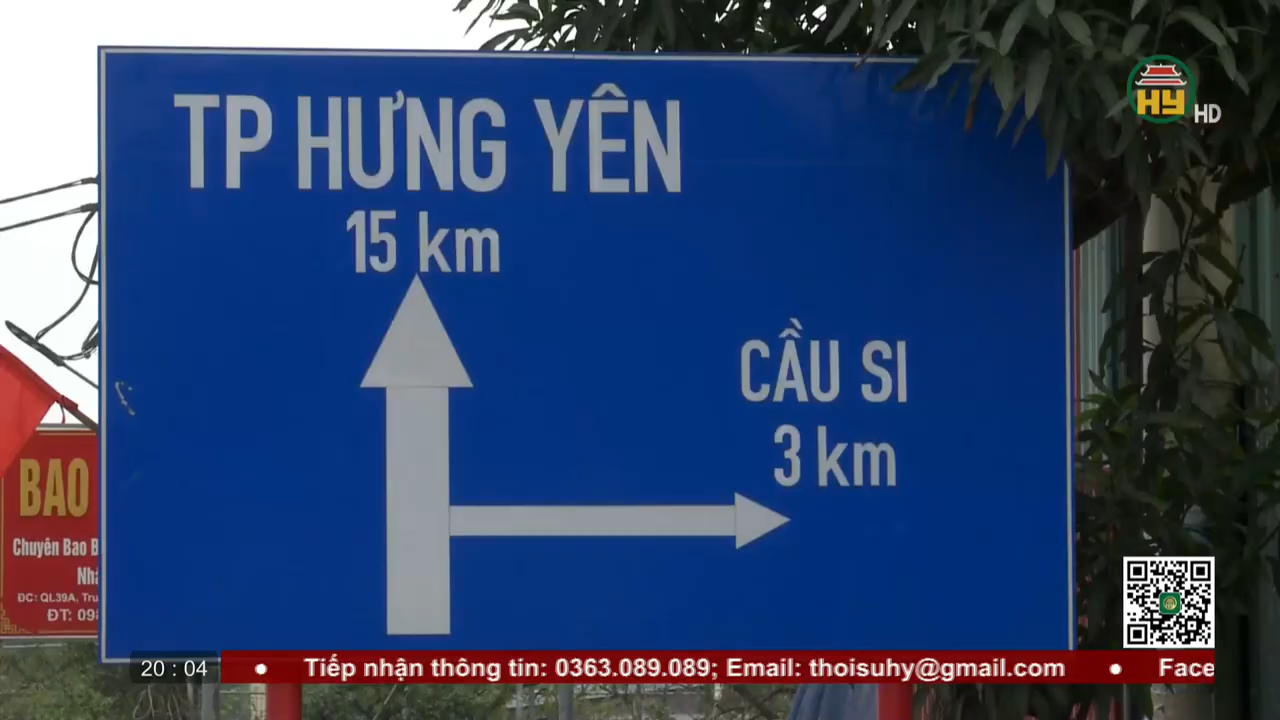 TP HƯNG YÊN
15 km
CẦU SI
3 km
HY HD
BAO
Chuyên Bao
ĐC: QL39A,
ĐT: 09
20 : 04
Tiếp nhận thông tin: 0363.089.089; Email: thoisuhy@gmail.com
Face